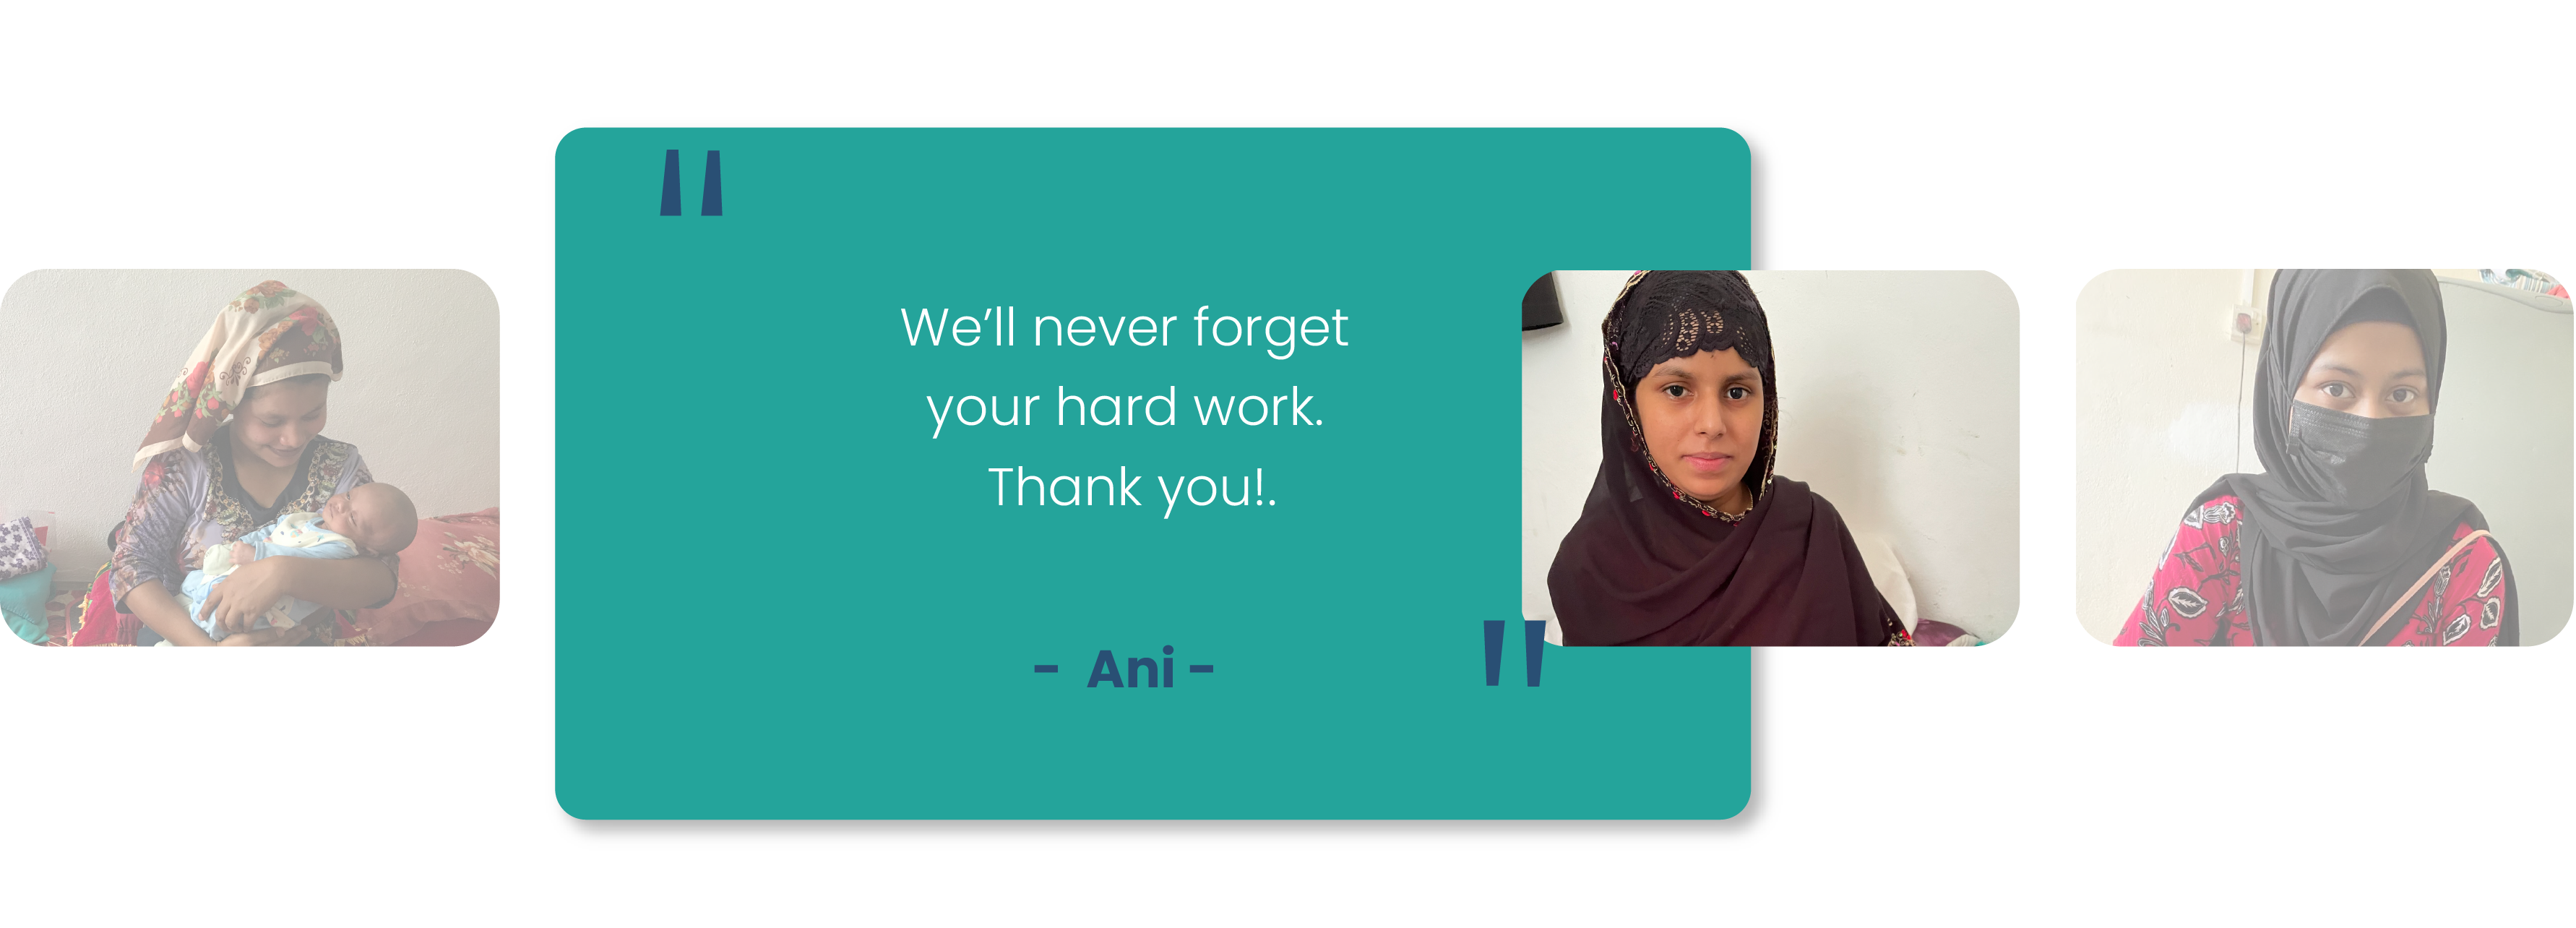 "
We’ll never forget
your hard work.
Thank you!.
- Ani -
"